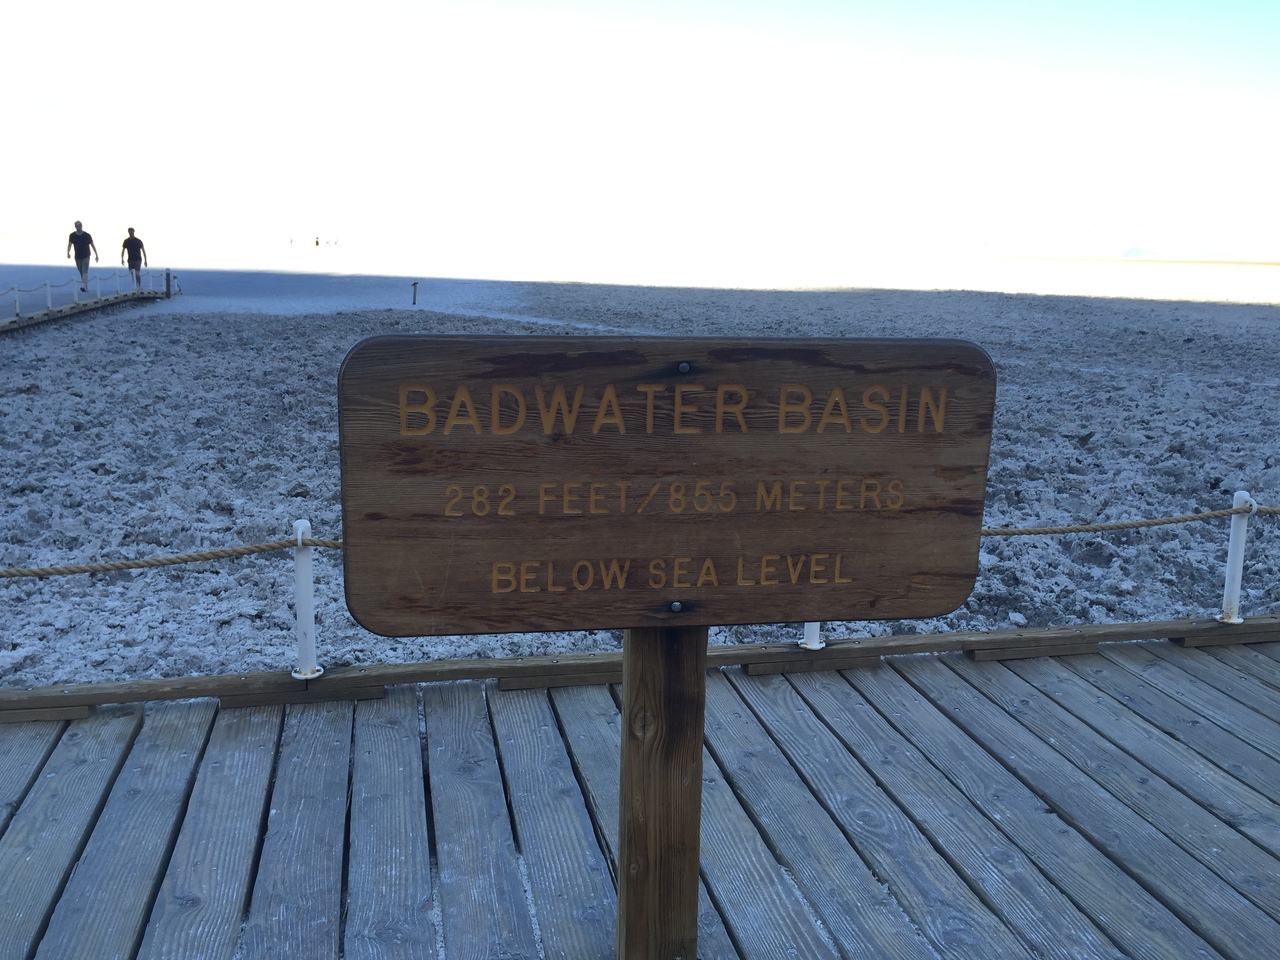 BADWATER BASIN
282 FEET/855 METERS
BELOW SEA LEVEL